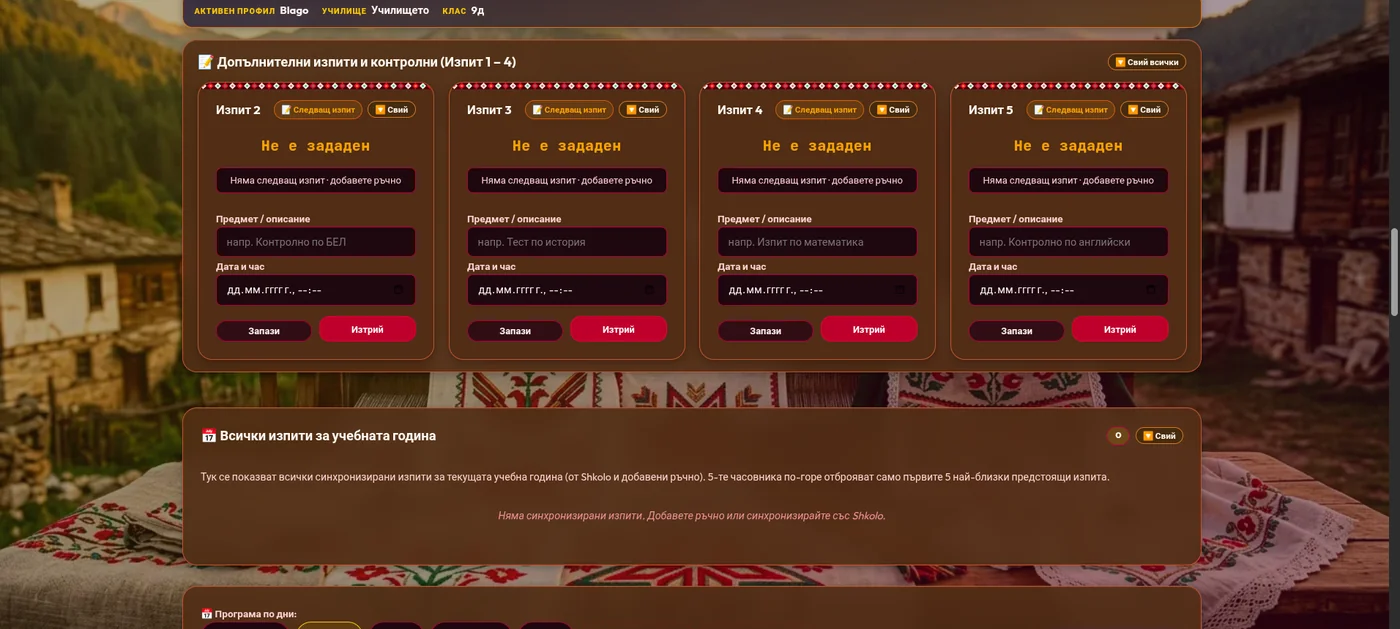 АКТИВЕН ПРОФИЛ Blago УЧИЛИЩЕ Училището КЛАС 9д
📝 Допълнителни изпити и контролни (Изпит 1 – 4)
🔽 Свий всички
Изпит 2 📝 Следващ изпит 🔽 Свий
Не е зададен
Няма следващ изпит · добавете ръчно
Предмет / описание
напр. Контролно по БЕЛ
Дата и час
дд.мм.гггг г., --:--
Запази Изтрий
Изпит 3 📝 Следващ изпит 🔽 Свий
Не е зададен
Няма следващ изпит · добавете ръчно
Предмет / описание
напр. Тест по история
Дата и час
дд.мм.гггг г., --:--
Запази Изтрий
Изпит 4 📝 Следващ изпит 🔽 Свий
Не е зададен
Няма следващ изпит · добавете ръчно
Предмет / описание
напр. Изпит по математика
Дата и час
дд.мм.гггг г., --:--
Запази Изтрий
Изпит 5 📝 Следващ изпит 🔽 Свий
Не е зададен
Няма следващ изпит · добавете ръчно
Предмет / описание
напр. Контролно по английски
Дата и час
дд.мм.гггг г., --:--
Запази Изтрий
📅 Всички изпити за учебната година
0 🔽 Свий
Тук се показват всички синхронизирани изпити за текущата учебна година (от Shkolo и добавени ръчно). 5-те часовника по-горе отброяват само първите 5 най-близки предстоящи изпита.
Няма синхронизирани изпити. Добавете ръчно или синхронизирайте със Shkolo.
📅 Програма по дни: